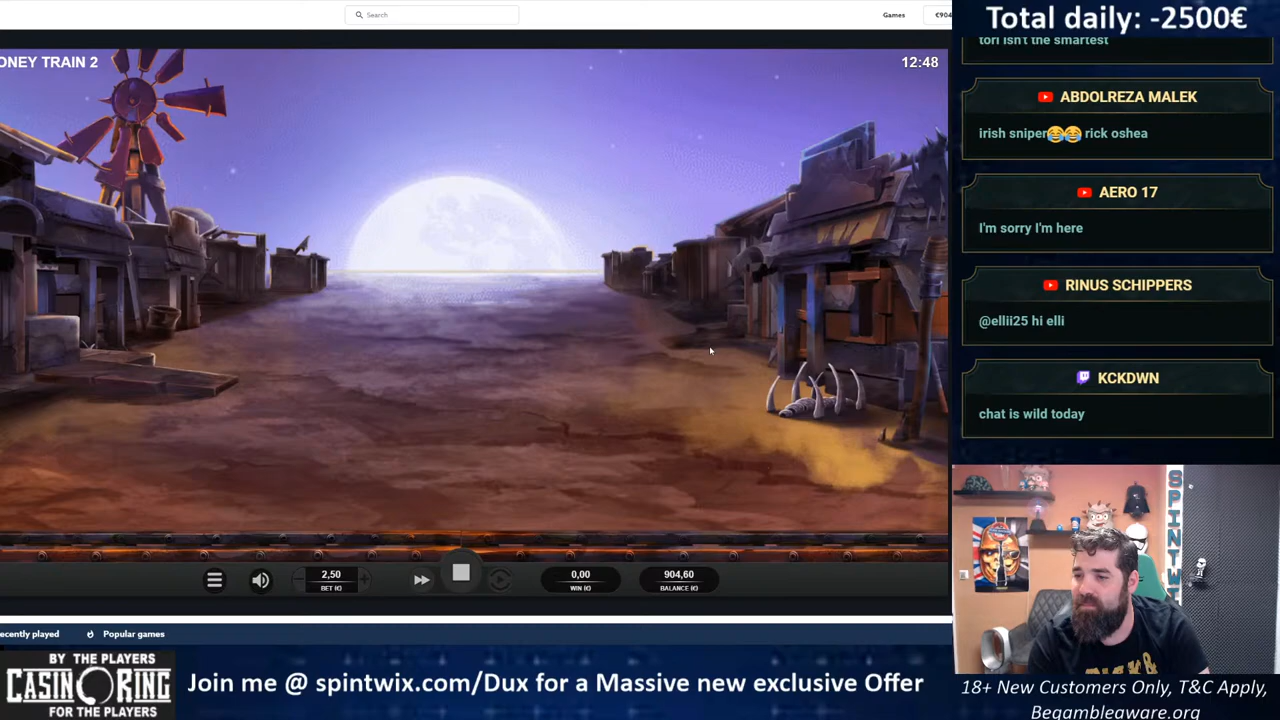 Search
Games
€904
Total daily: -2500€
ONEY TRAIN 2
12:48
tori isn't the smartest
ABDOLREZA MALEK
irish sniper😂😂 rick oshea
AERO 17
I'm sorry I'm here
RINUS SCHIPPERS
@ellii25 hi elli
KCKDWN
chat is wild today
2,50
BET (€)
0,00
WIN (€)
904,60
BALANCE (€)
ecently played
Popular games
BY THE PLAYERS
CASINORING
FOR THE PLAYERS
Join me @ spintwix.com/Dux for a Massive new exclusive Offer
SPINTW
18+ New Customers Only, T&C Apply,
Begambleaware.org